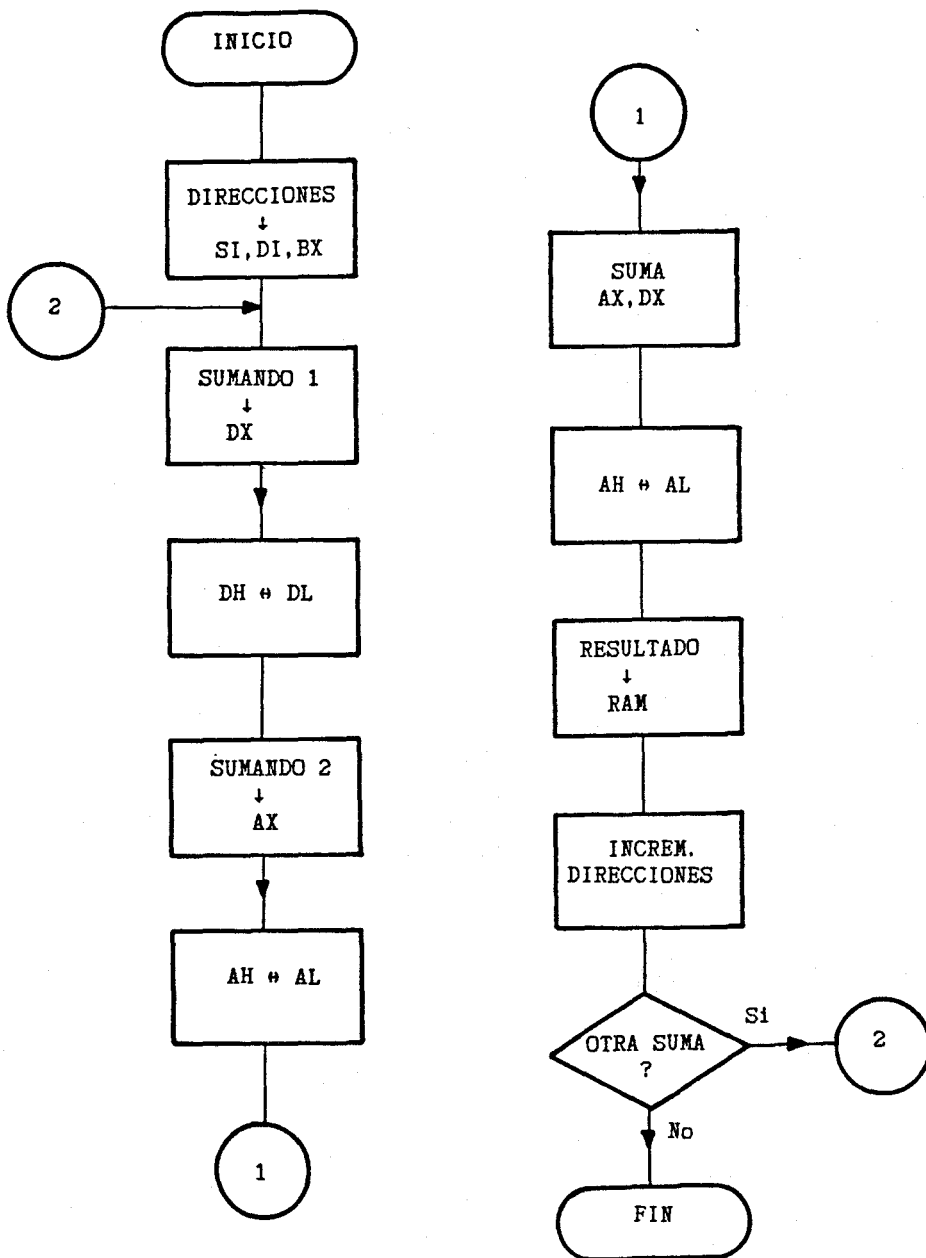 INICIO
DIRECCIONES
↓
SI,DI,BX
2
SUMANDO 1
↓
DX
DH ↔ DL
SUMANDO 2
↓
AX
AH ↔ AL
1
1
SUMA
AX,DX
AH ↔ AL
RESULTADO
↓
RAM
INCREM.
DIRECCIONES
OTRA SUMA
?
Si
2
No
FIN